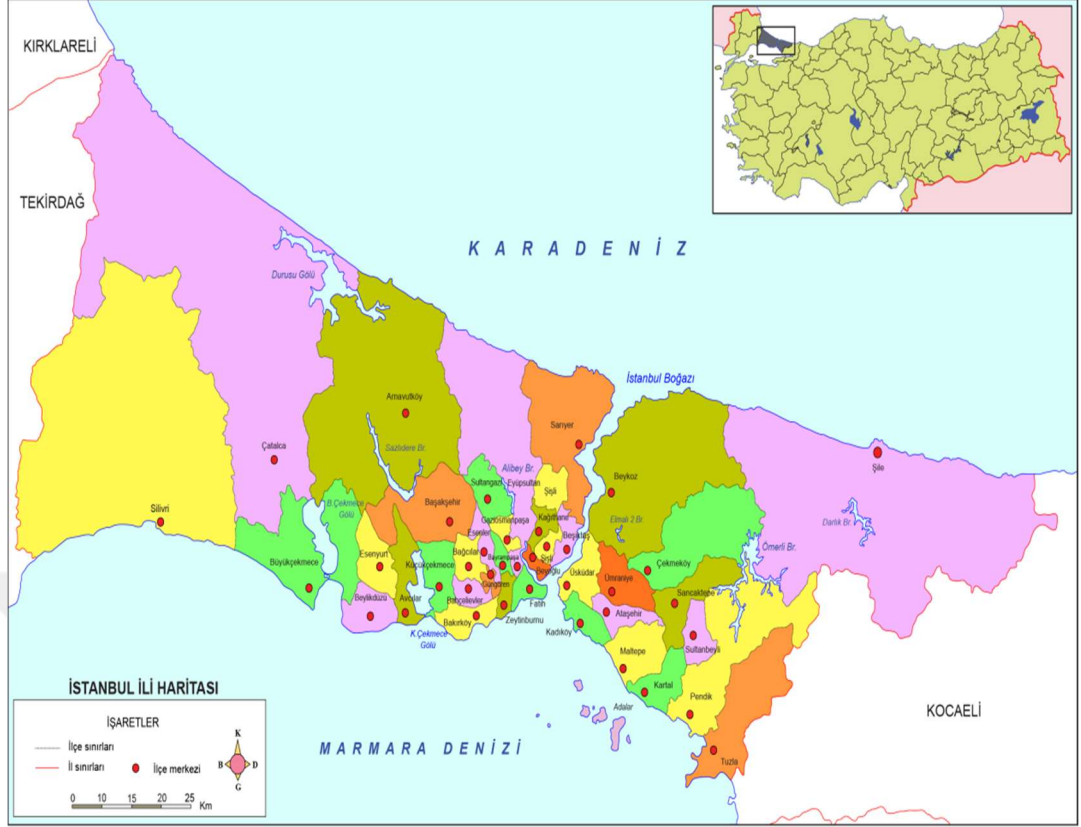 KIRKLARELİ
TEKİRDAĞ
K A R A D E N İ Z
Durusu Gölü
İstanbul Boğazı
Arnavutköy
Sarıyer
Çatalca
Sazlıdere Br.
Şile
Alibey Br.
Sultangazi
Eyüpsultan
Şişli
Beykoz
Başakşehir
B.Çekmece
Gölü
Silivri
Gaziosmanpaşa
Kağıthane
Elmalı 2 Br.
Darlık Br.
Esenler
Beşiktaş
Ömerli Br.
Büyükçekmece
Esenyurt
Bağcılar
Bayrampaşa
Şişli
Küçükçekmece
Beyoğlu
Üsküdar
Çekmeköy
Ümraniye
Güngören
Beylikdüzü
Avcılar
Bahçelievler
Fatih
Sancaktepe
Ataşehir
Bakırköy
Zeytinburnu
Kadıköy
K.Çekmece
Gölü
Sultanbeyli
Maltepe
Kartal
Pendik
Adalar
KOCAELİ
MARMARA DENİZİ
Tuzla
İSTANBUL İLİ HARİTASI
İŞARETLER
İlçe sınırları
İl sınırları
İlçe merkezi
K
B
D
G
0 10 15 20 25
Km